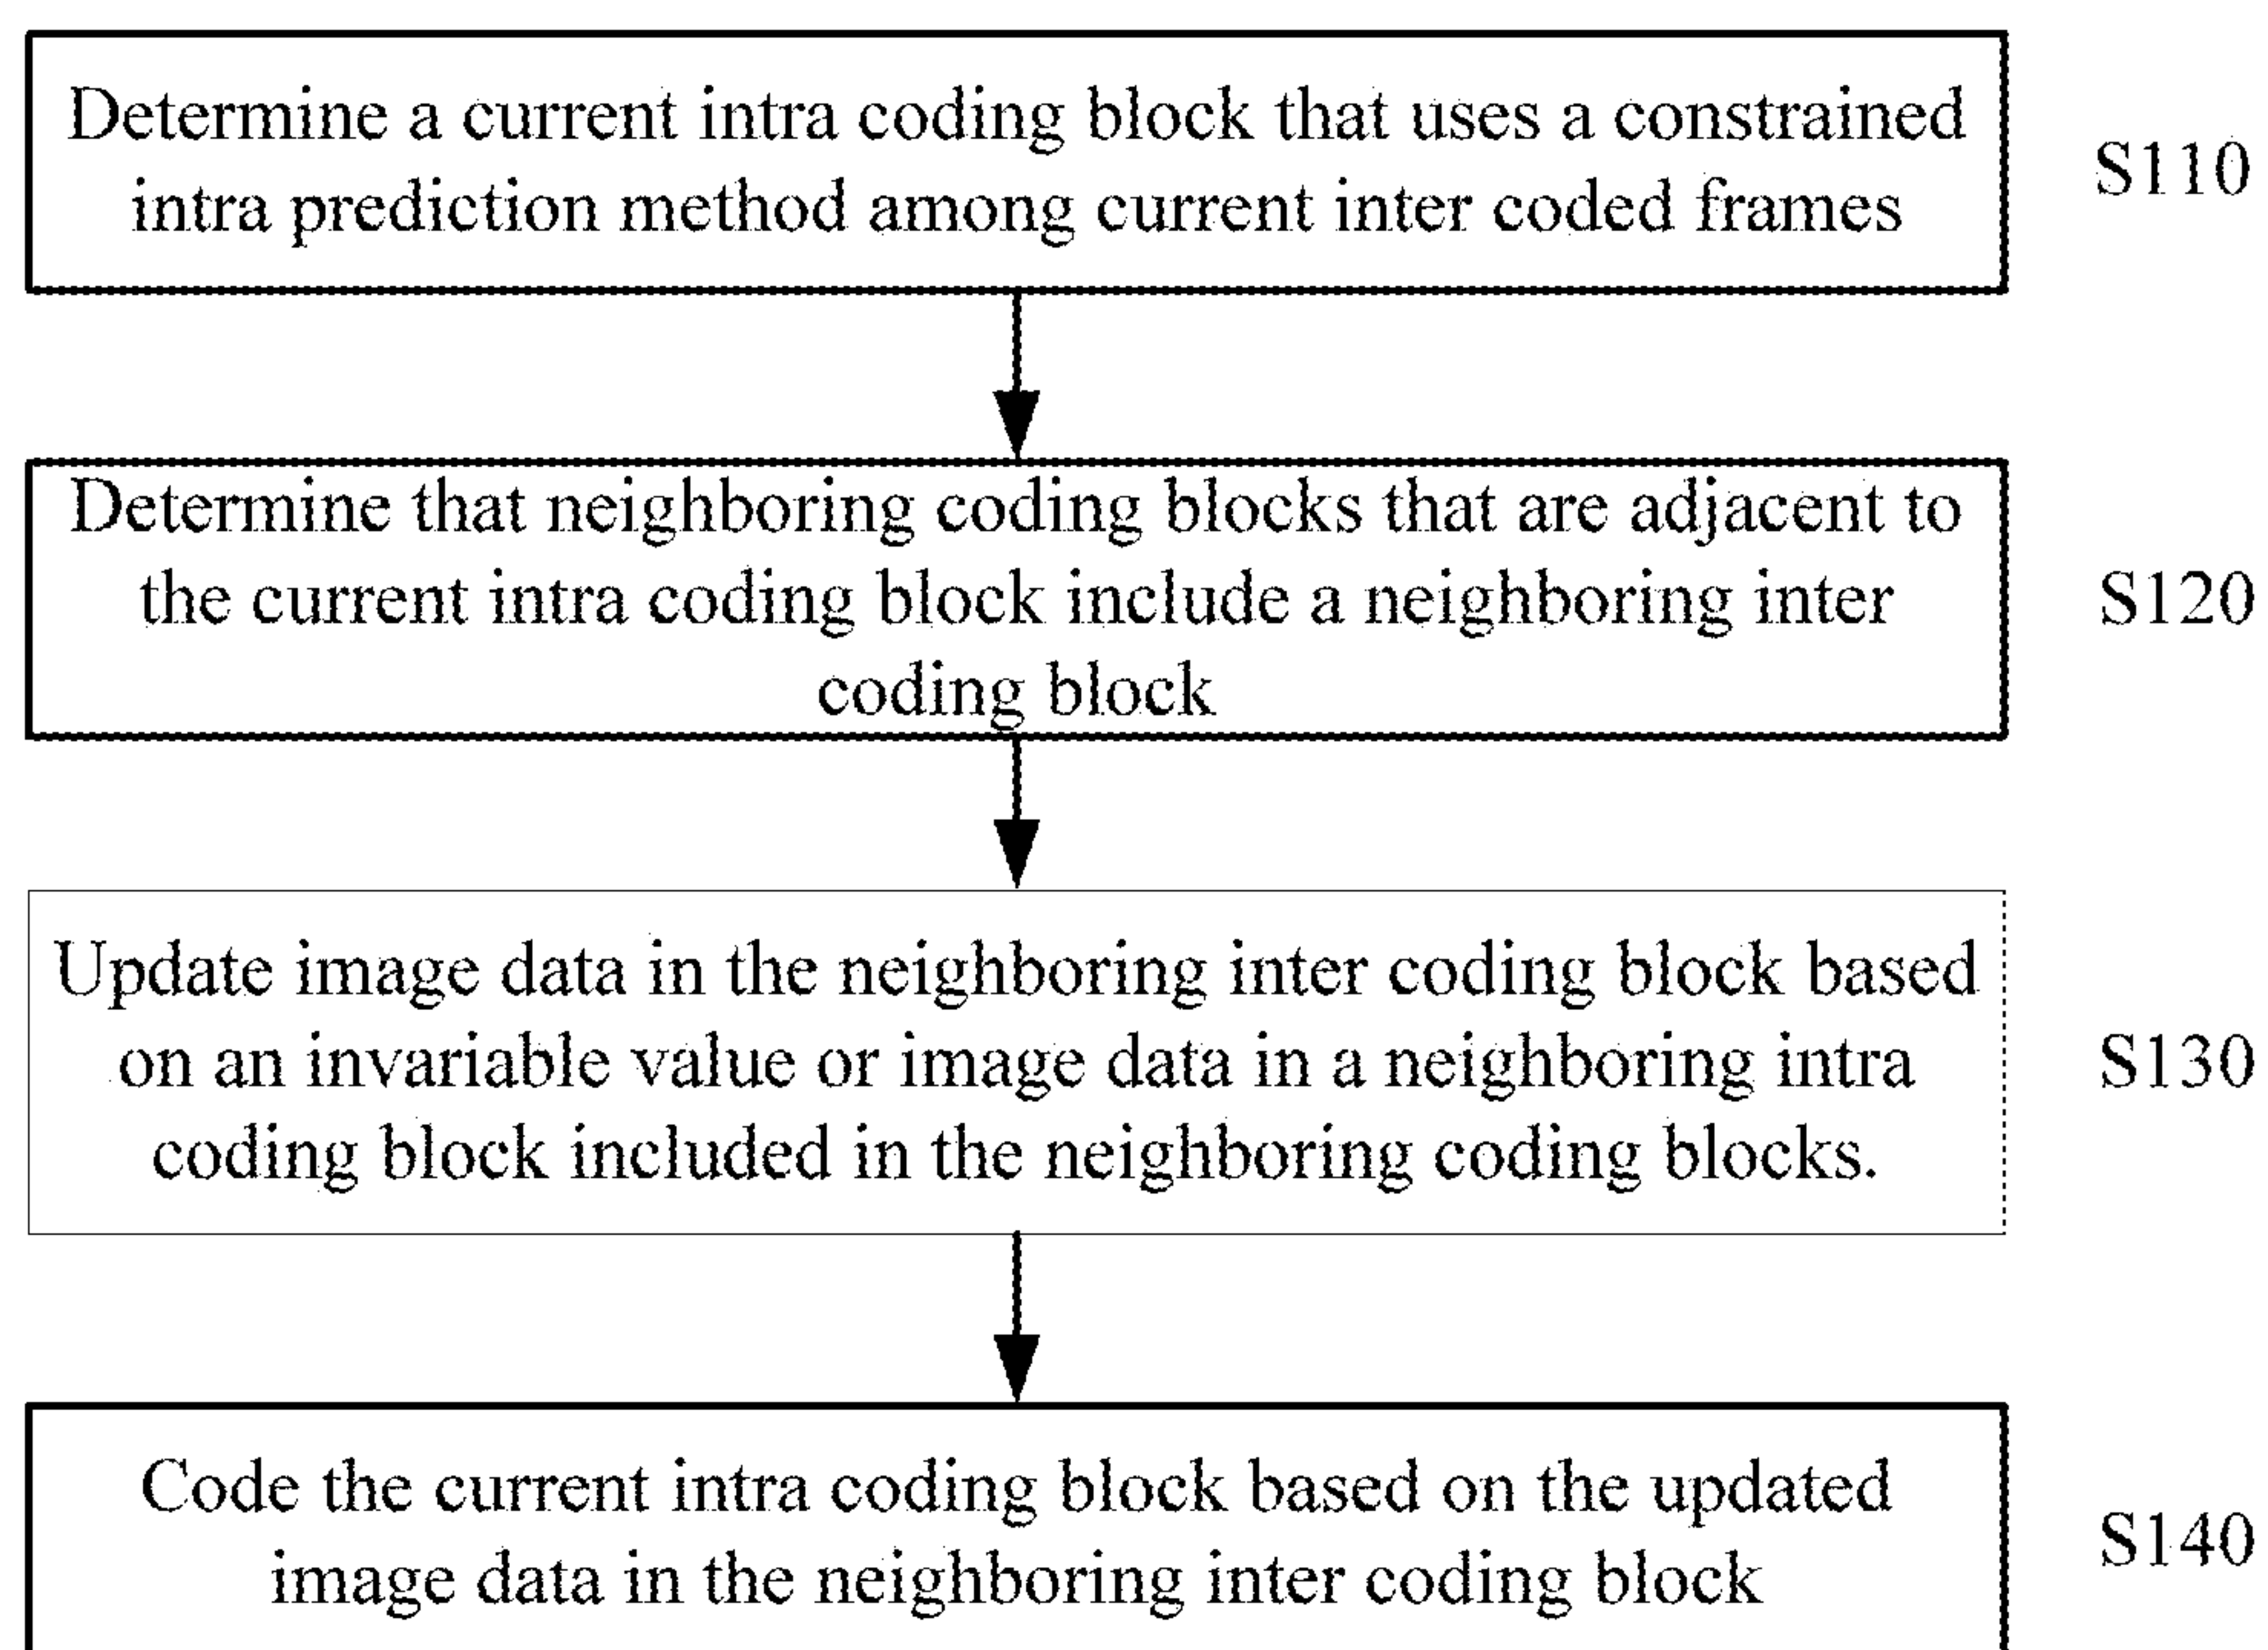 Determine a current intra coding block that uses a constrained
intra prediction method among current inter coded frames
S110
Determine that neighboring coding blocks that are adjacent to
the current intra coding block include a neighboring inter
coding block
S120
Update image data in the neighboring inter coding block based
on an invariable value or image data in a neighboring intra
coding block included in the neighboring coding blocks.
S130
Code the current intra coding block based on the updated
image data in the neighboring inter coding block
S140